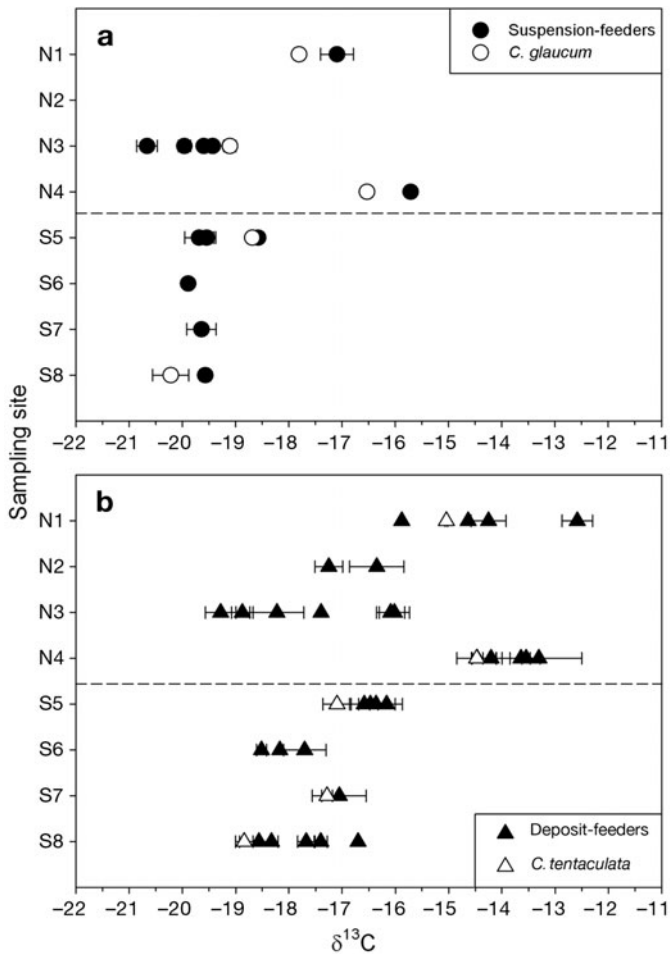 a
Suspension-feeders
C. glaucum
N1
N2
N3
N4
S5
S6
S7
S8
−22 −21 −20 −19 −18 −17 −16 −15 −14 −13 −12 −11
Sampling site
b
N1
N2
N3
N4
S5
S6
S7
S8
Deposit-feeders
C. tentaculata
−22 −21 −20 −19 −18 −17 −16 −15 −14 −13 −12 −11
δ¹³C